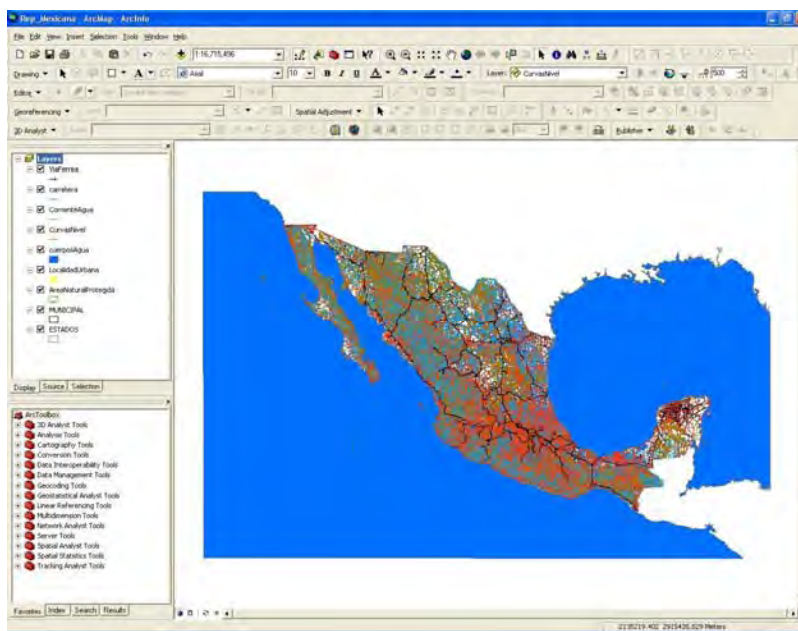 Rep_Mexicana - ArcMap - ArcInfo
File Edit View Insert Selection Tools Window Help
1:16,715,496
Drawing A Arial 10 B I U A Layer: CurvasNivel 500
Editor
Georeferencing Spatial Adjustment
3D Analyst Publisher
Layers
ViaFerrea
carretera
CorrienteAgua
CurvasNivel
cuerposAgua
LocalidadUrbana
AreaNaturalProtegida
MUNICIPAL
ESTADOS
Display Source Selection
ArcToolbox
3D Analyst Tools
Analysis Tools
Cartography Tools
Conversion Tools
Data Interoperability Tools
Data Management Tools
Geocoding Tools
Geostatistical Analyst Tools
Linear Referencing Tools
Multidimension Tools
Network Analyst Tools
Server Tools
Spatial Analyst Tools
Spatial Statistics Tools
Tracking Analyst Tools
Favorites Index Search Results
Meters